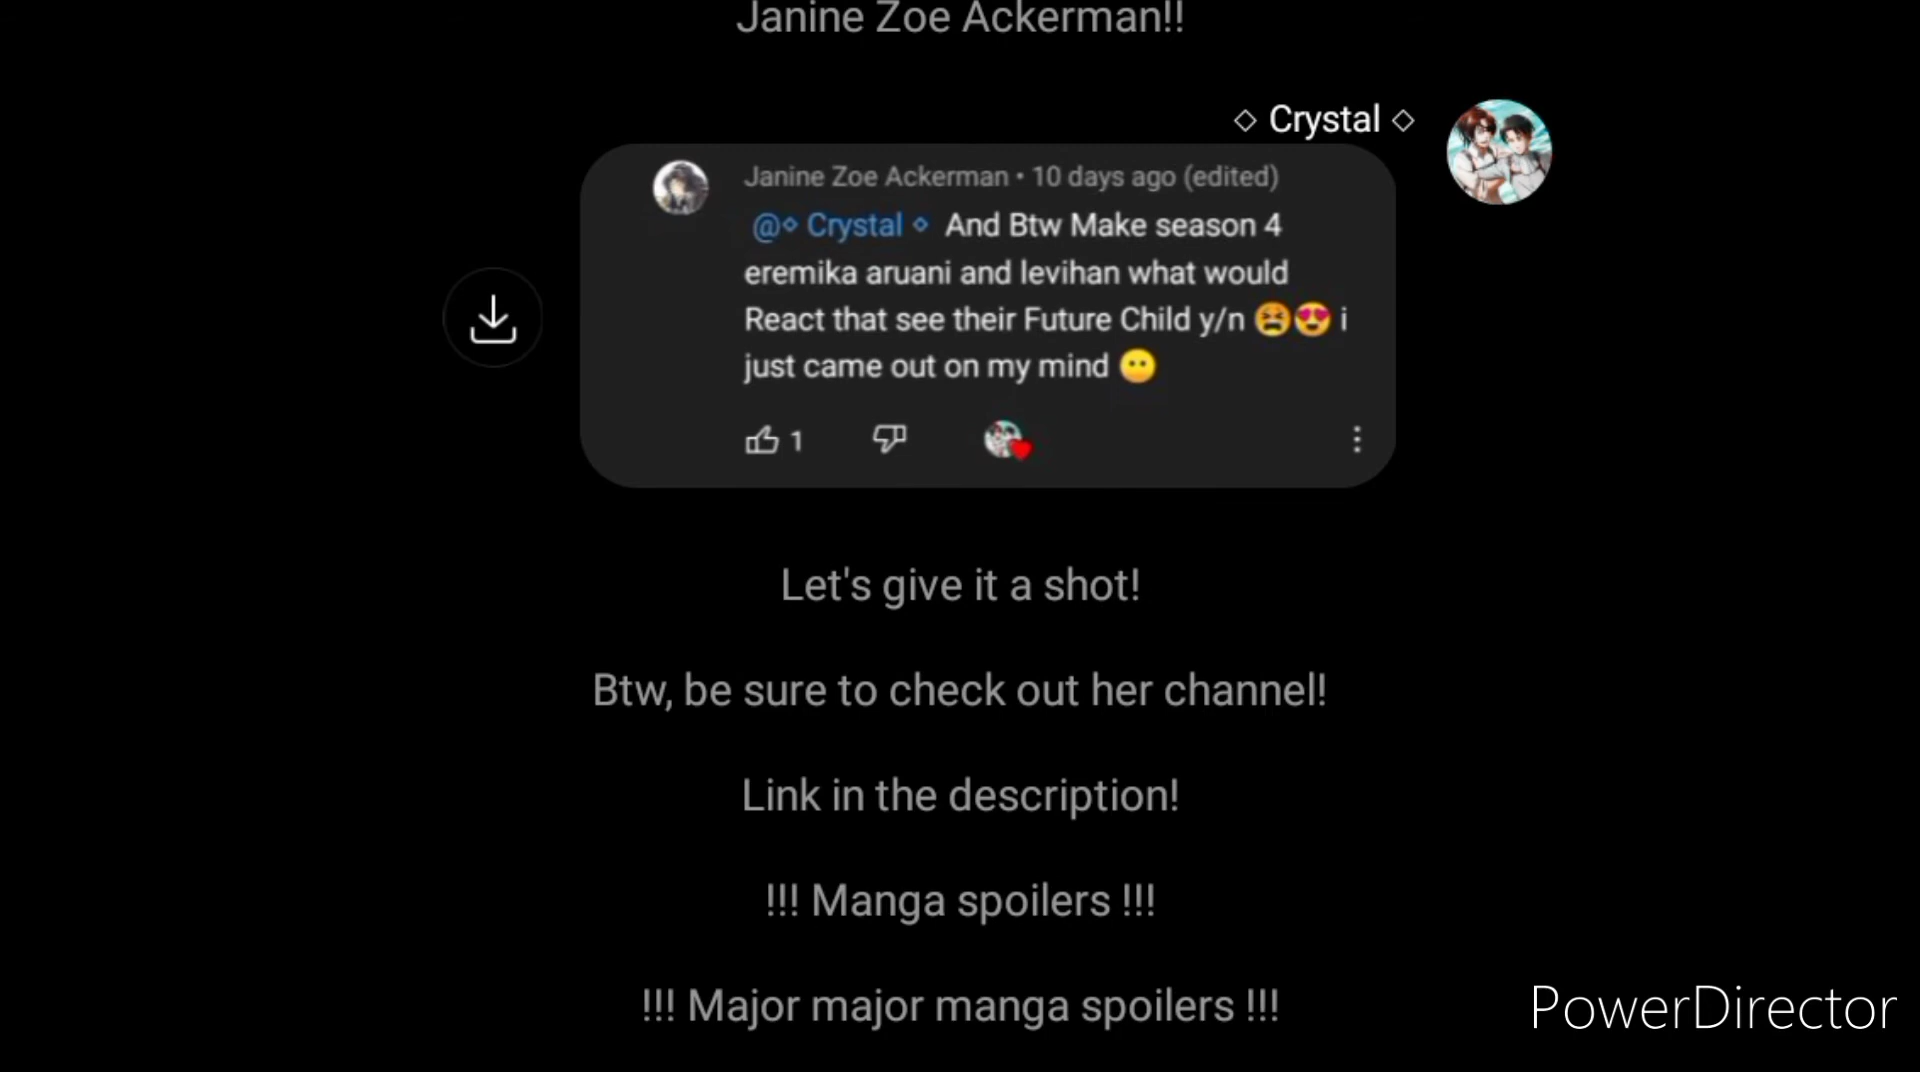 Janine Zoe Ackerman!!
◇ Crystal ◇
Janine Zoe Ackerman • 10 days ago (edited)
@⋄ Crystal ⋄ And Btw Make season 4
eremika aruani and levihan what would
React that see their Future Child y/n 😫😍 i
just came out on my mind 😶
1
Let's give it a shot!
Btw, be sure to check out her channel!
Link in the description!
!!! Manga spoilers !!!
!!! Major major manga spoilers !!!
PowerDirector